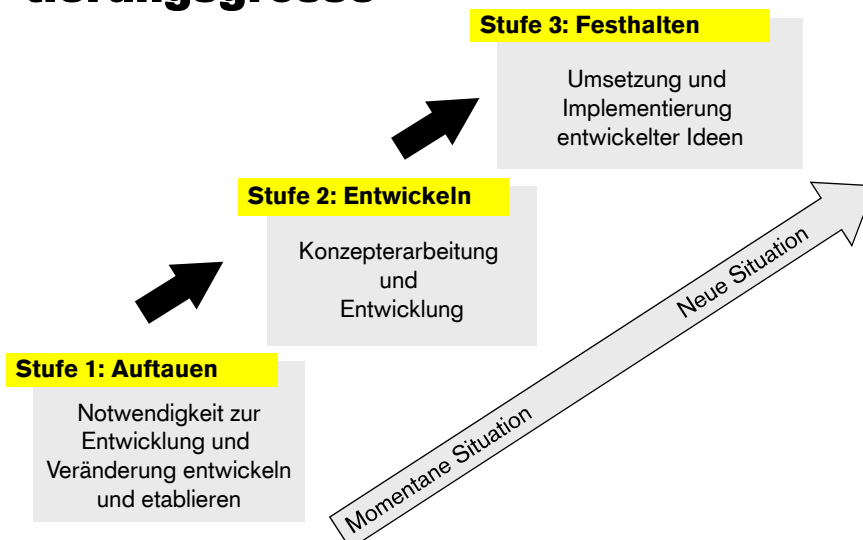 tierungsgrösse
Stufe 3: Festhalten
Umsetzung und
Implementierung
entwickelter Ideen
Stufe 2: Entwickeln
Konzepterarbeitung
und
Entwicklung
Stufe 1: Auftauen
Notwendigkeit zur
Entwicklung und
Veränderung entwickeln
und etablieren
Momentane Situation
Neue Situation